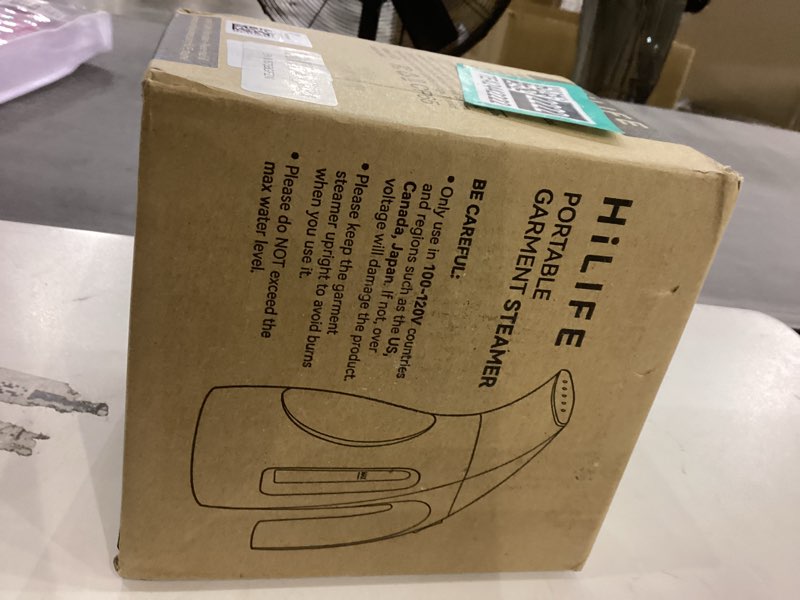 HiLIFE
PORTABLE
GARMENT STEAMER
BE CAREFUL:
• Only use in 100-120V countries
and regions such as the US,
Canada, Japan. If not, over
voltage will damage the product.
• Please keep the garment
steamer upright to avoid burns
when you use it.
• Please do NOT exceed the
max water level.